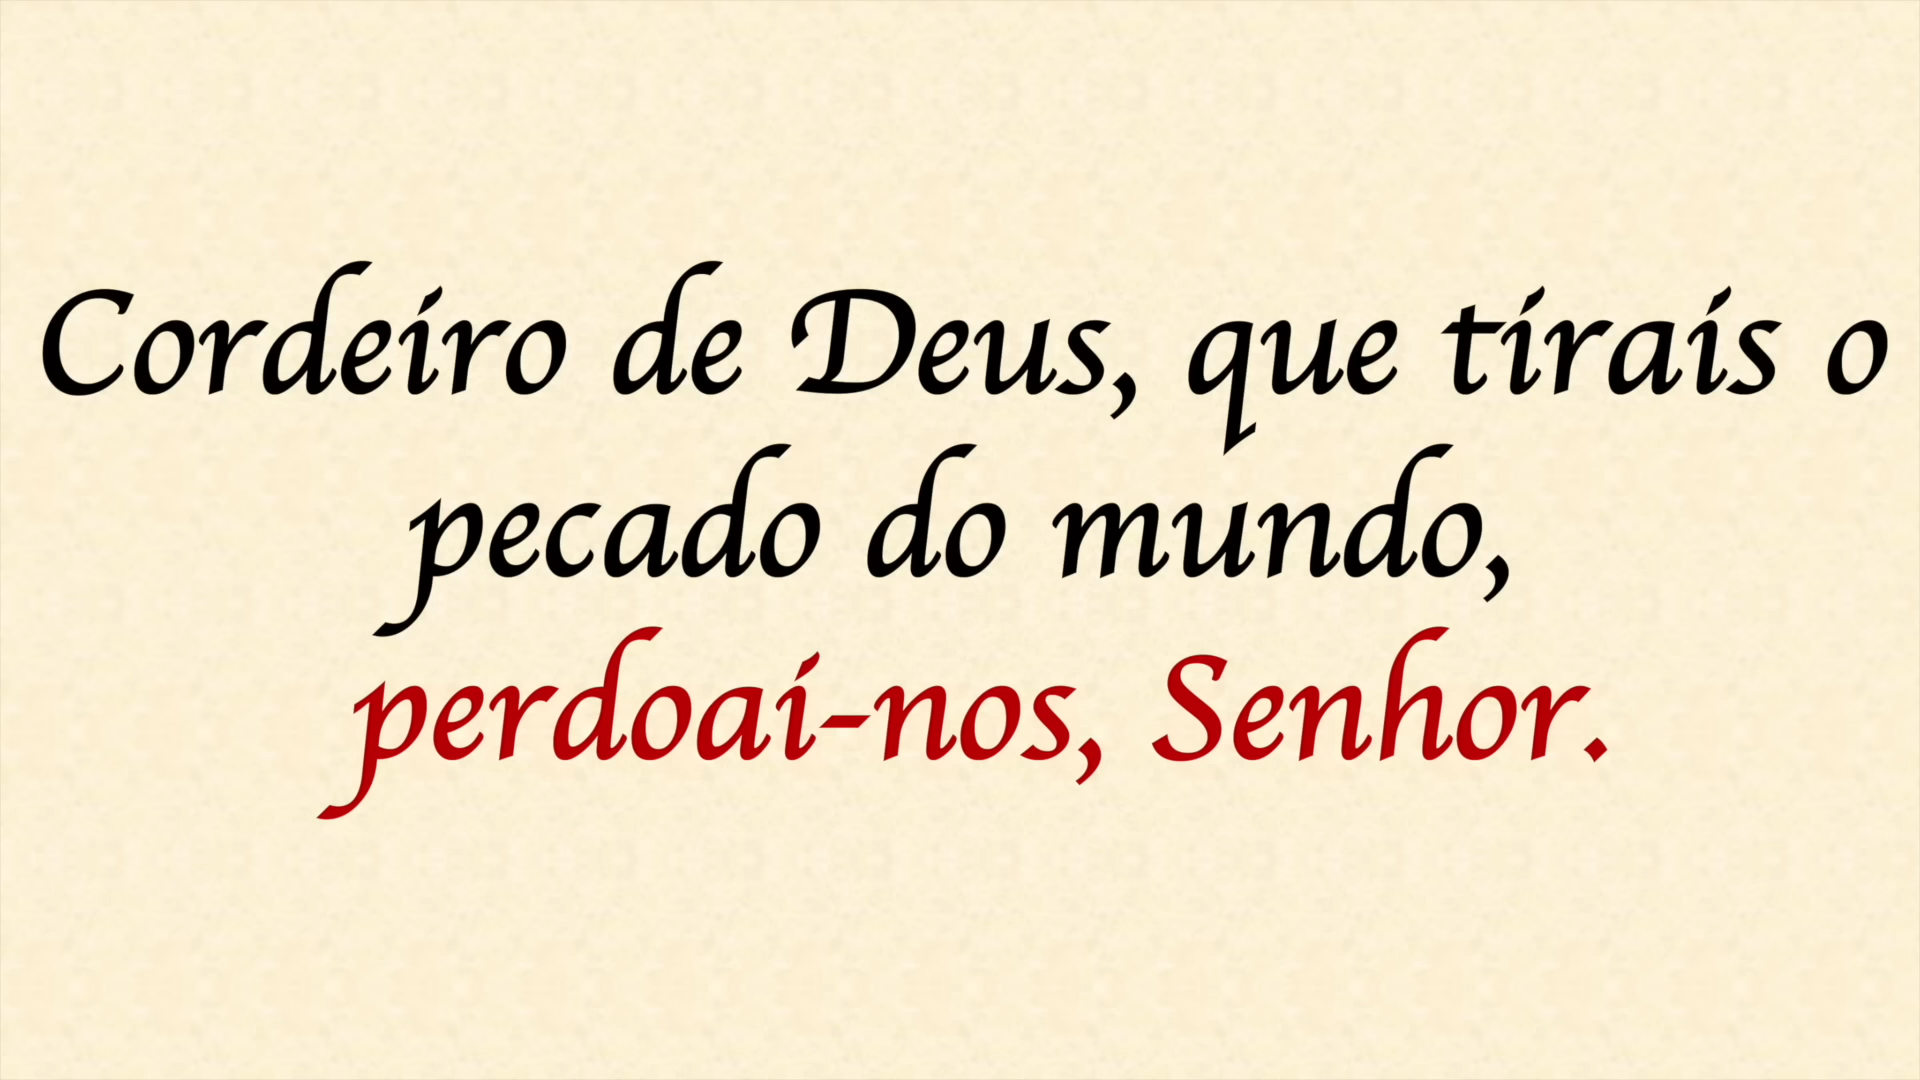 Cordeiro de Deus, que tirais o
pecado do mundo,
perdoai-nos, Senhor.